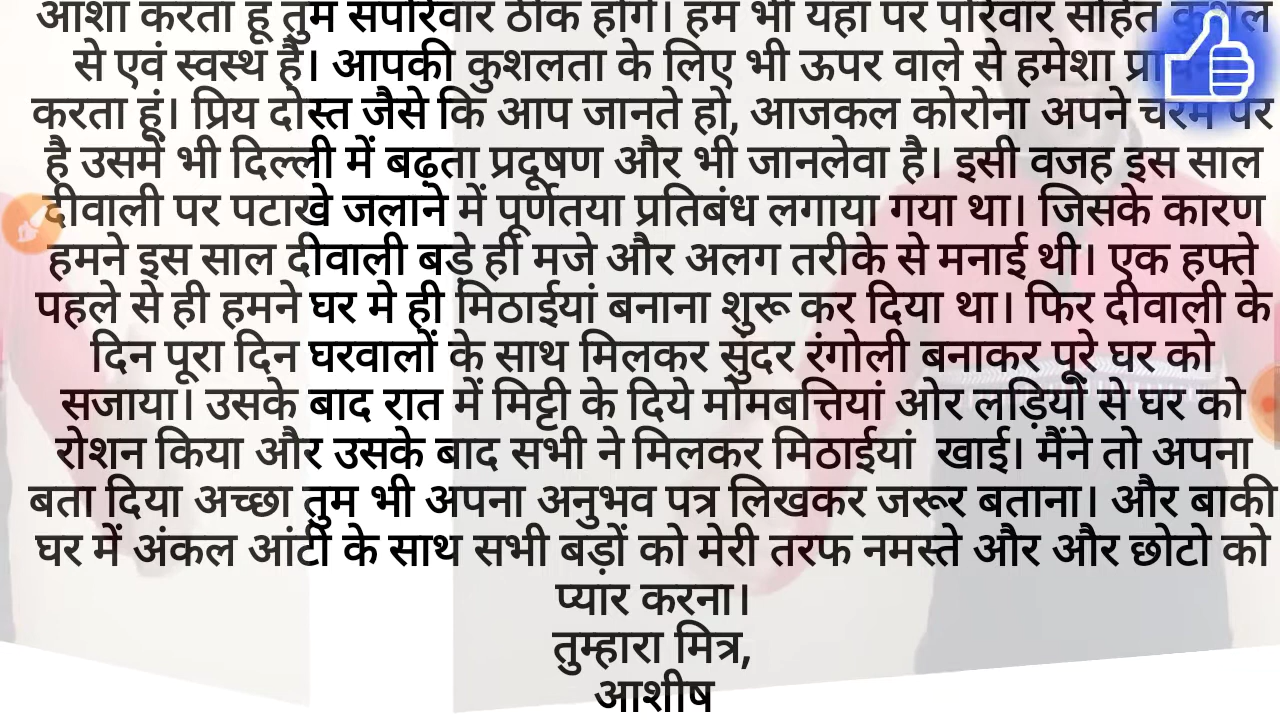 आशा करता हूं तुम सपरिवार ठीक होगे। हम भी यहां पर परिवार सहित कुशल
से एवं स्वस्थ है। आपकी कुशलता के लिए भी ऊपर वाले से हमेशा प्रार्थना
करता हूं। प्रिय दोस्त जैसे कि आप जानते हो, आजकल कोरोना अपने चरम पर
है उसमें भी दिल्ली में बढ़ता प्रदूषण और भी जानलेवा है। इसी वजह इस साल
दीवाली पर पटाखे जलाने में पूर्णतया प्रतिबंध लगाया गया था। जिसके कारण
हमने इस साल दीवाली बड़े ही मजे और अलग तरीके से मनाई थी। एक हफ्ते
पहले से ही हमने घर मे ही मिठाईयां बनाना शुरू कर दिया था। फिर दीवाली के
दिन पूरा दिन घरवालों के साथ मिलकर सुंदर रंगोली बनाकर पूरे घर को
सजाया। उसके बाद रात में मिट्टी के दिये मोमबत्तियां ओर लड़ियों से घर को
रोशन किया और उसके बाद सभी ने मिलकर मिठाईयां खाई। मैंने तो अपना
बता दिया अच्छा तुम भी अपना अनुभव पत्र लिखकर जरूर बताना। और बाकी
घर में अंकल आंटी के साथ सभी बड़ों को मेरी तरफ नमस्ते और और छोटो को
प्यार करना।
तुम्हारा मित्र,
आशीष